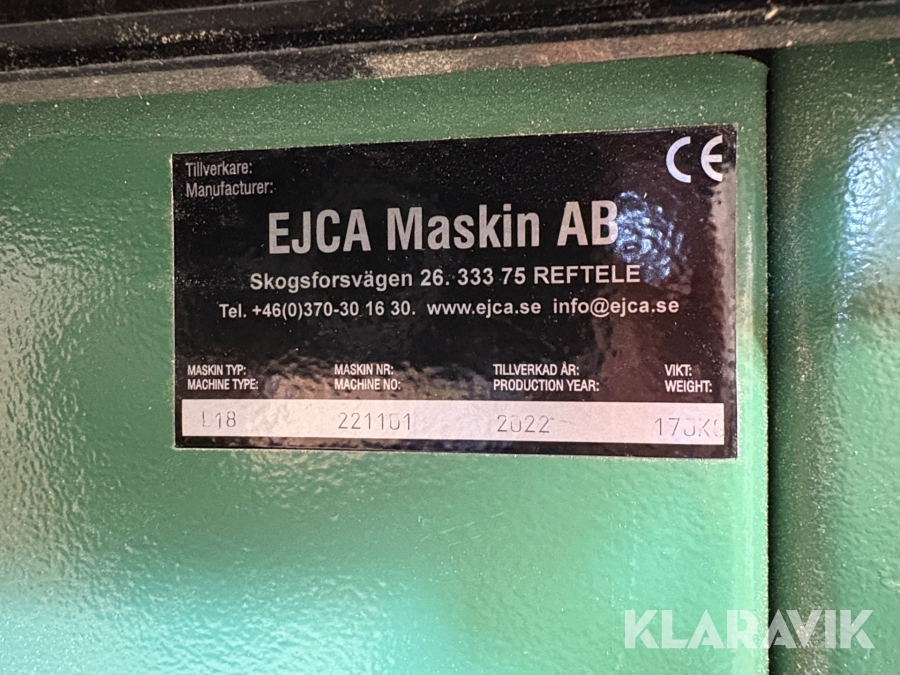 Tillverkare:
Manufacturer:
CE
EJCA Maskin AB
Skogsforsvägen 26. 333 75 REFTELE
Tel. +46(0)370-30 16 30. www.ejca.se info@ejca.se
MASKIN TYP: MASKIN NR: TILLVERKAD ÅR: VIKT:
MACHINE TYPE: MACHINE NO: PRODUCTION YEAR: WEIGHT:
L18 221101 2022 170KG
KLARAVIK